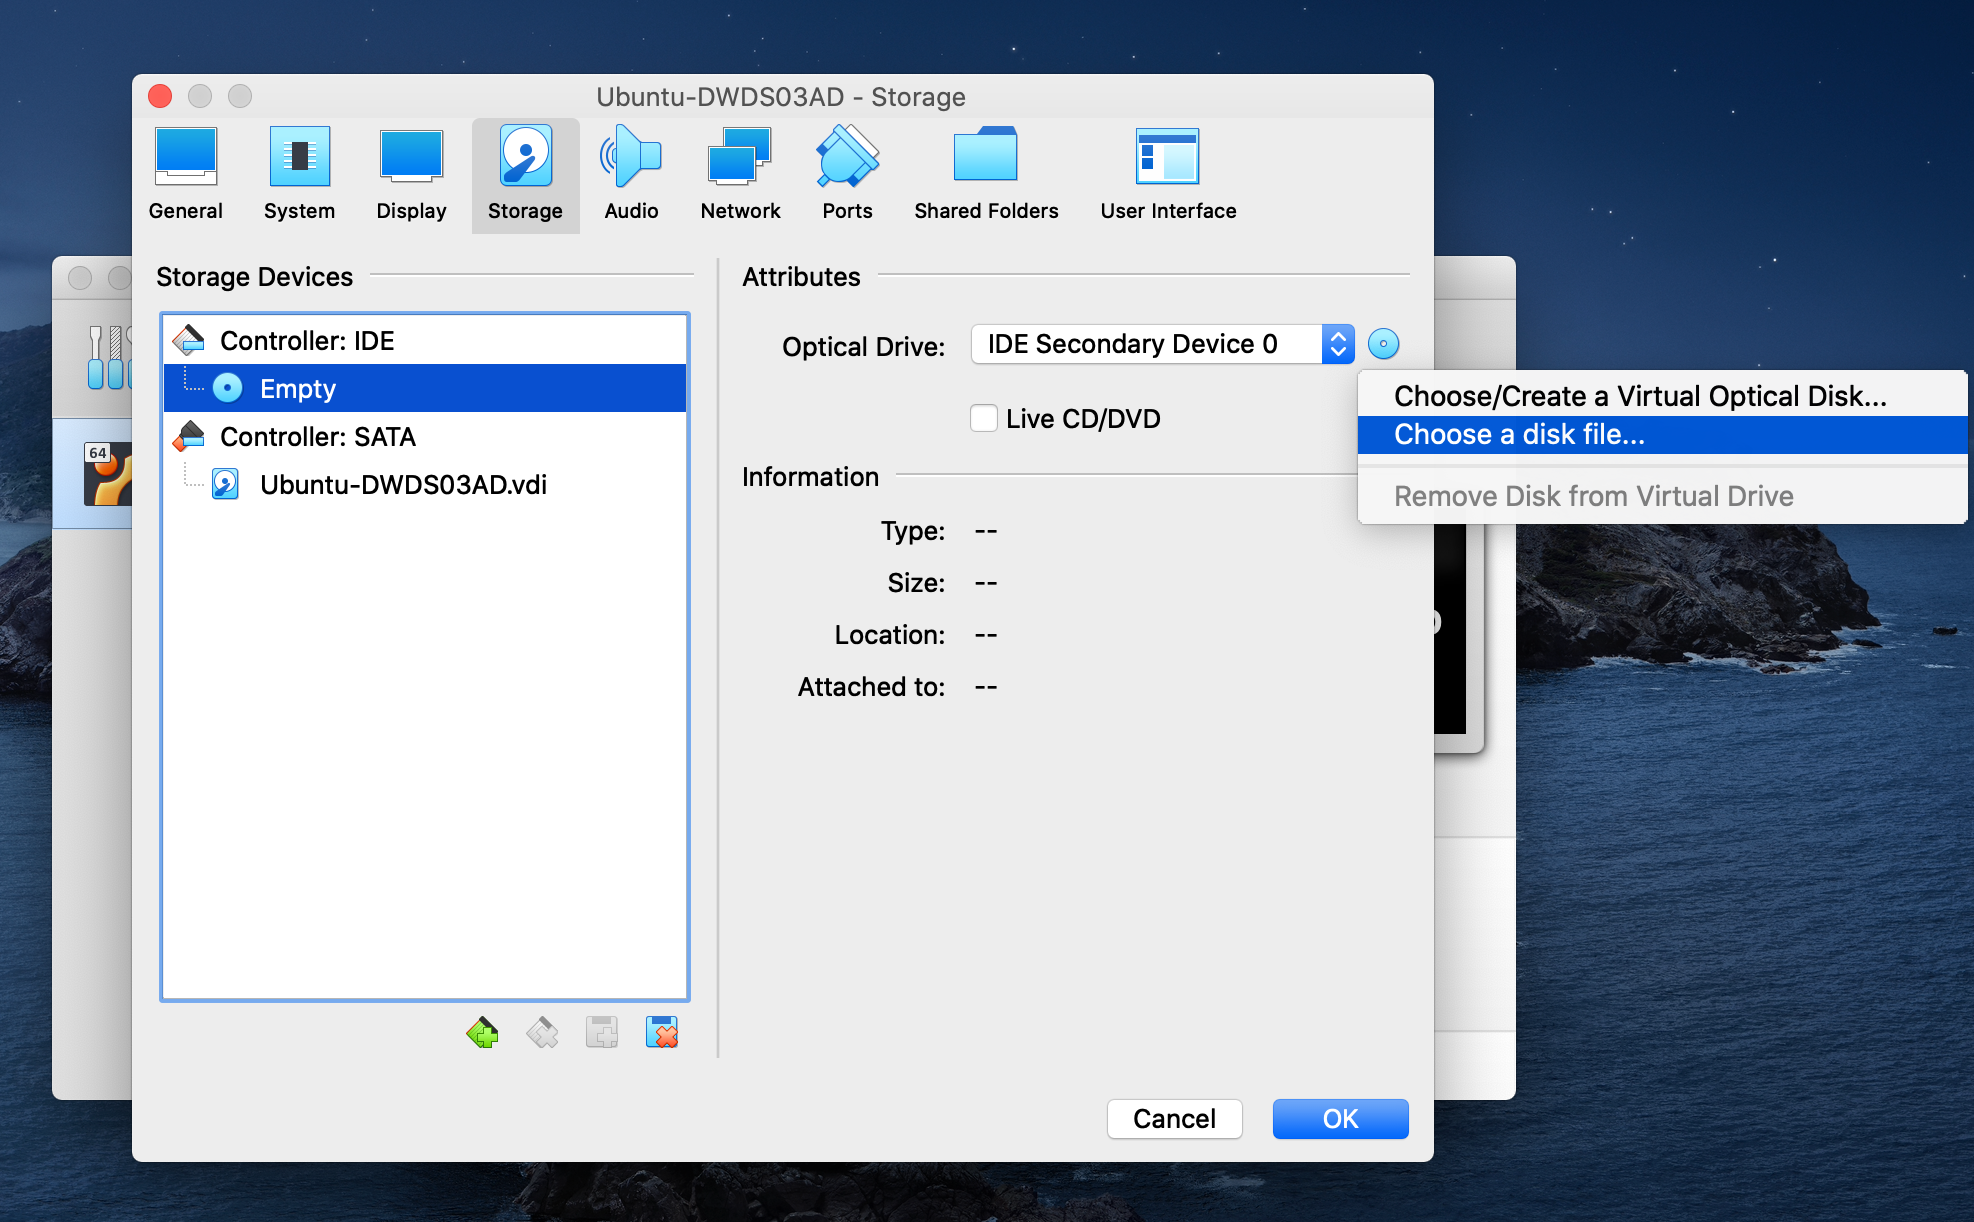 Ubuntu-DWDS03AD - Storage
General System Display Storage Audio Network Ports Shared Folders User Interface
Storage Devices
Controller: IDE
Empty
Controller: SATA
Ubuntu-DWDS03AD.vdi
Attributes
Optical Drive: IDE Secondary Device 0
Live CD/DVD
Information
Type: --
Size: --
Location: --
Attached to: --
Choose/Create a Virtual Optical Disk...
Choose a disk file...
Remove Disk from Virtual Drive
64
Cancel OK